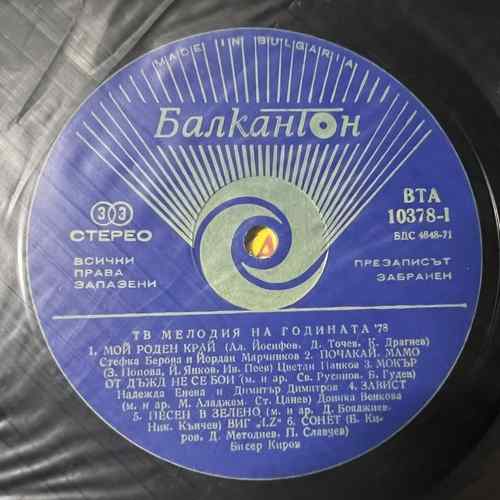 MADE IN BULGARIA
Балкантон
33
СТЕРЕО
ВСИЧКИ
ПРАВА
ЗАПАЗЕНИ
ВТА
10378-I
БДС 4848-71
ПРЕЗАПИСЪТ
ЗАБРАНЕН
ТВ МЕЛОДИЯ НА ГОДИНАТА '78
1. МОЙ РОДЕН КРАЙ (Ал. Йосифов, Д. Точев, К. Драгнев)
Стефка Берова и Йордан Марчинков 2. ПОЧАКАЙ, МАМО
(З. Попова, И. Янков, Ив. Пеев) Цветан Панков 3. МОКЪР
ОТ ДЪЖД НЕ СЕ БОИ (м. и ар. Св. Русинов, Б. Гудев)
Надежда Енева и Димитър Димитров 4. ЗАВИСТ
(м. и ар. М. Аладжем, Ст. Цанев) Доника Венкова
5. ПЕСЕН В ЗЕЛЕНО (м. и ар. Д. Бояджиев,
Ник. Кънчев) ВИГ "LZ" 6. СОНЕТ (Б. Ки-
ров, Д. Методиев, П. Славчев)
Бисер Киров